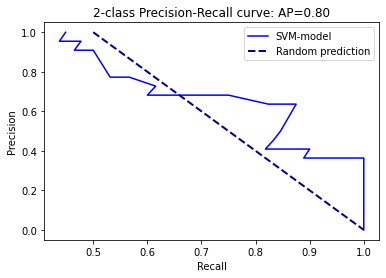 2-class Precision-Recall curve: AP=0.80
SVM-model
Random prediction
Precision
1.0
0.8
0.6
0.4
0.2
0.0
0.5 0.6 0.7 0.8 0.9 1.0
Recall